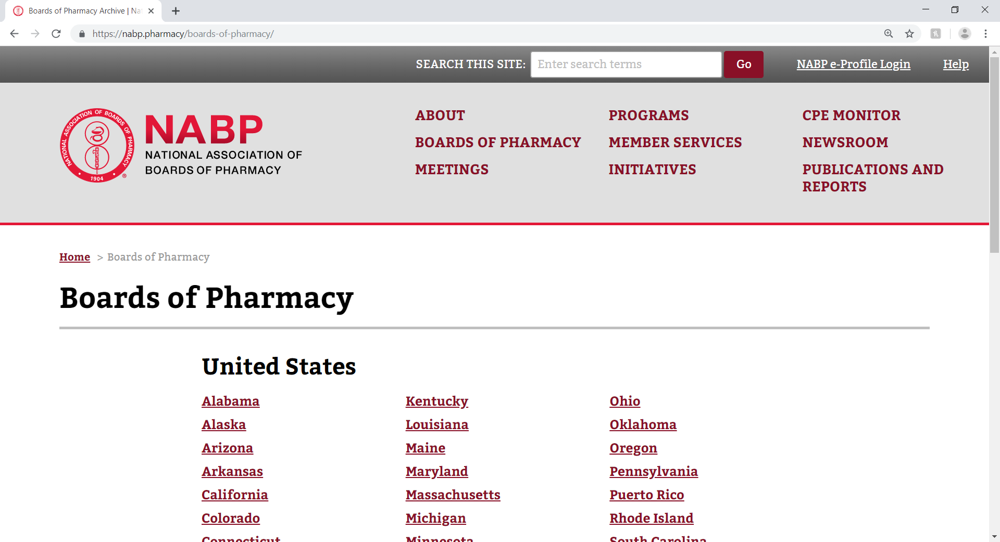 Boards of Pharmacy Archive | Na
https://nabp.pharmacy/boards-of-pharmacy/
SEARCH THIS SITE: Enter search terms Go NABP e-Profile Login Help
NATIONAL ASSOCIATION OF BOARDS OF PHARMACY
1904
®
NABP
NATIONAL ASSOCIATION OF
BOARDS OF PHARMACY
ABOUT PROGRAMS CPE MONITOR
BOARDS OF PHARMACY MEMBER SERVICES NEWSROOM
MEETINGS INITIATIVES PUBLICATIONS AND
REPORTS
Home > Boards of Pharmacy
Boards of Pharmacy
United States
Alabama Kentucky Ohio
Alaska Louisiana Oklahoma
Arizona Maine Oregon
Arkansas Maryland Pennsylvania
California Massachusetts Puerto Rico
Colorado Michigan Rhode Island
Connecticut Minnesota South Carolina